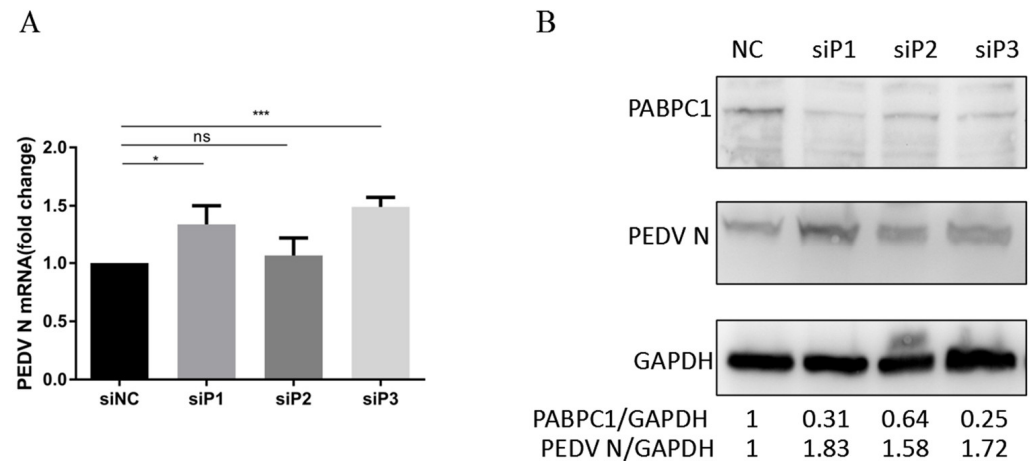 A
PEDV N mRNA(fold change)
2.0
1.5
1.0
0.5
0.0
***
ns
*
siNC siP1 siP2 siP3
B
NC siP1 siP2 siP3
PABPC1
PEDV N
GAPDH
PABPC1/GAPDH 1 0.31 0.64 0.25
PEDV N/GAPDH 1 1.83 1.58 1.72